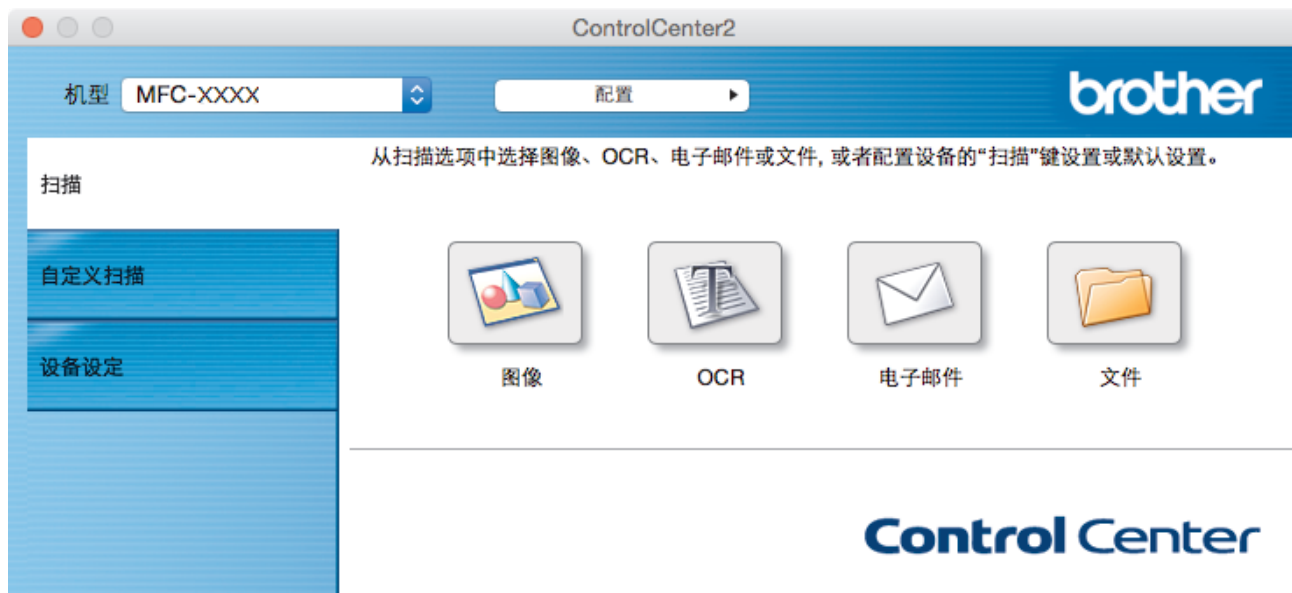 ControlCenter2
机型 MFC-XXXX 配置 brother
从扫描选项中选择图像、OCR、电子邮件或文件, 或者配置设备的“扫描”键设置或默认设置。
扫描
自定义扫描
设备设定
图像 OCR 电子邮件 文件
Control Center